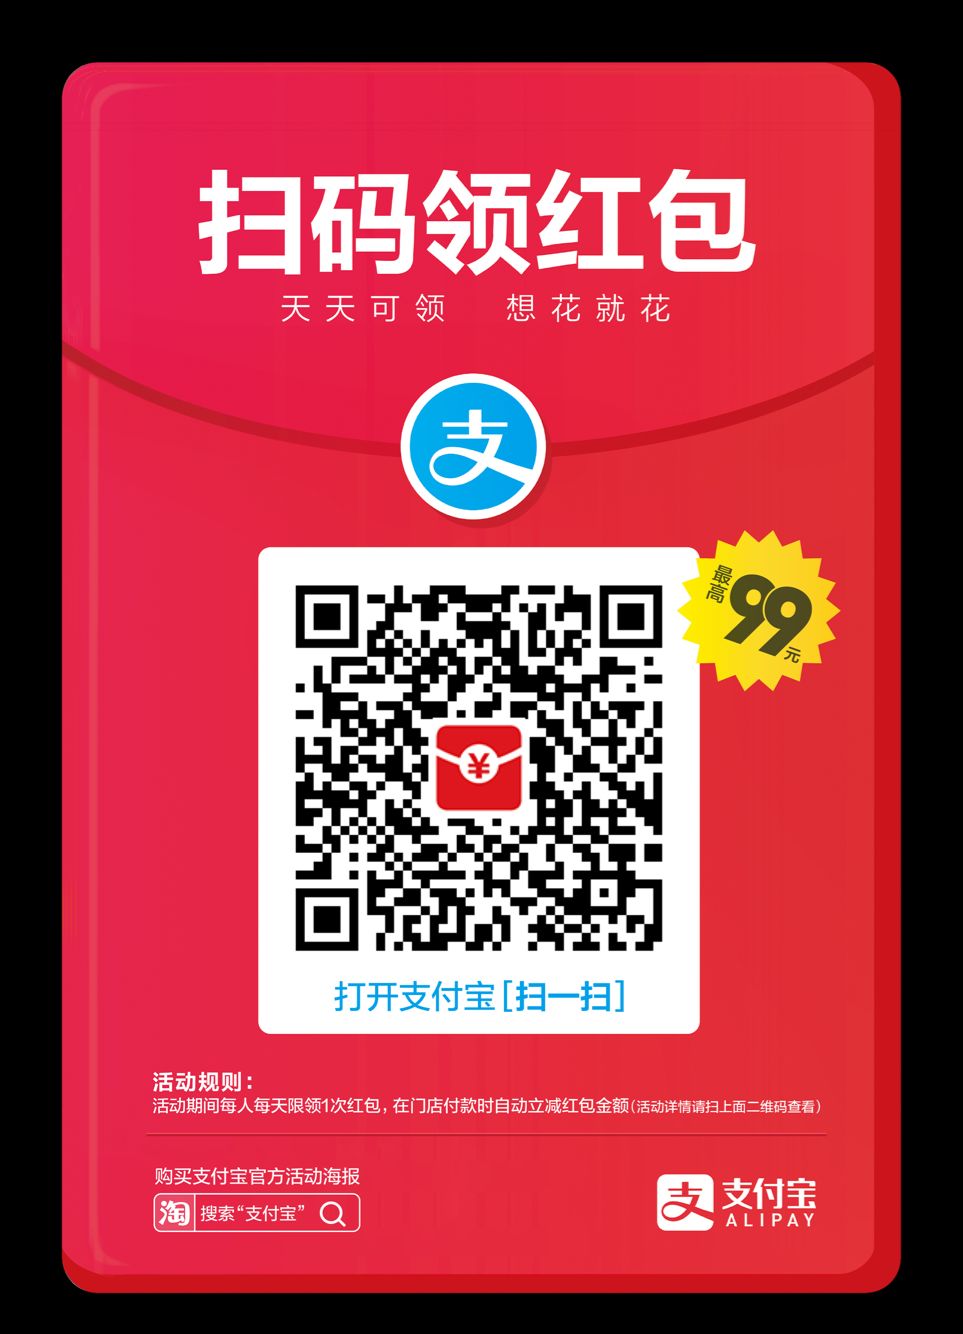 扫码领红包
天天可领 想花就花
支
最高99元
¥
打开支付宝[扫一扫]
活动规则：
活动期间每人每天限领1次红包，在门店付款时自动立减红包金额(活动详情请扫上面二维码查看)
购买支付宝官方活动海报
淘 搜索“支付宝”
支 支付宝
ALIPAY